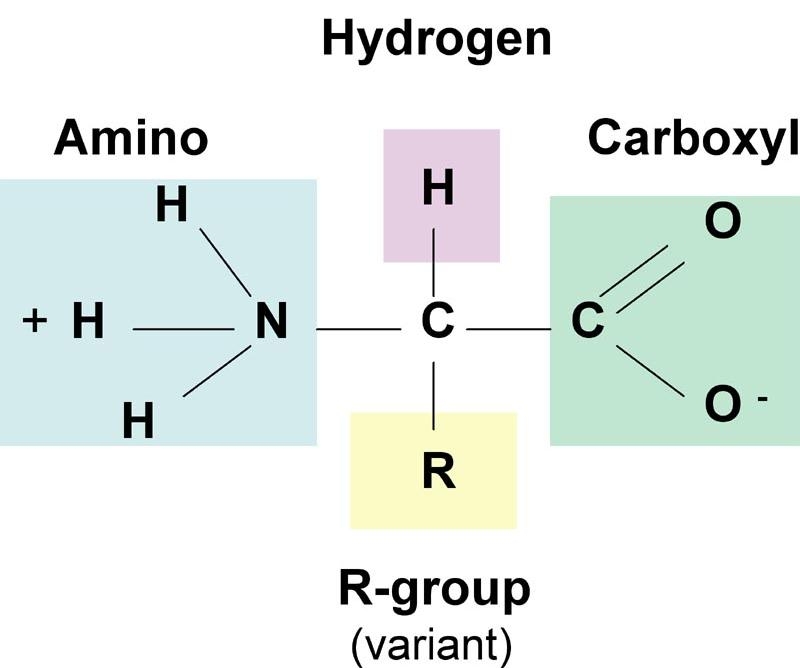 Hydrogen
Amino
Carboxyl
H
H
O
+ H
N
C
C
H
O -
R
R-group
(variant)